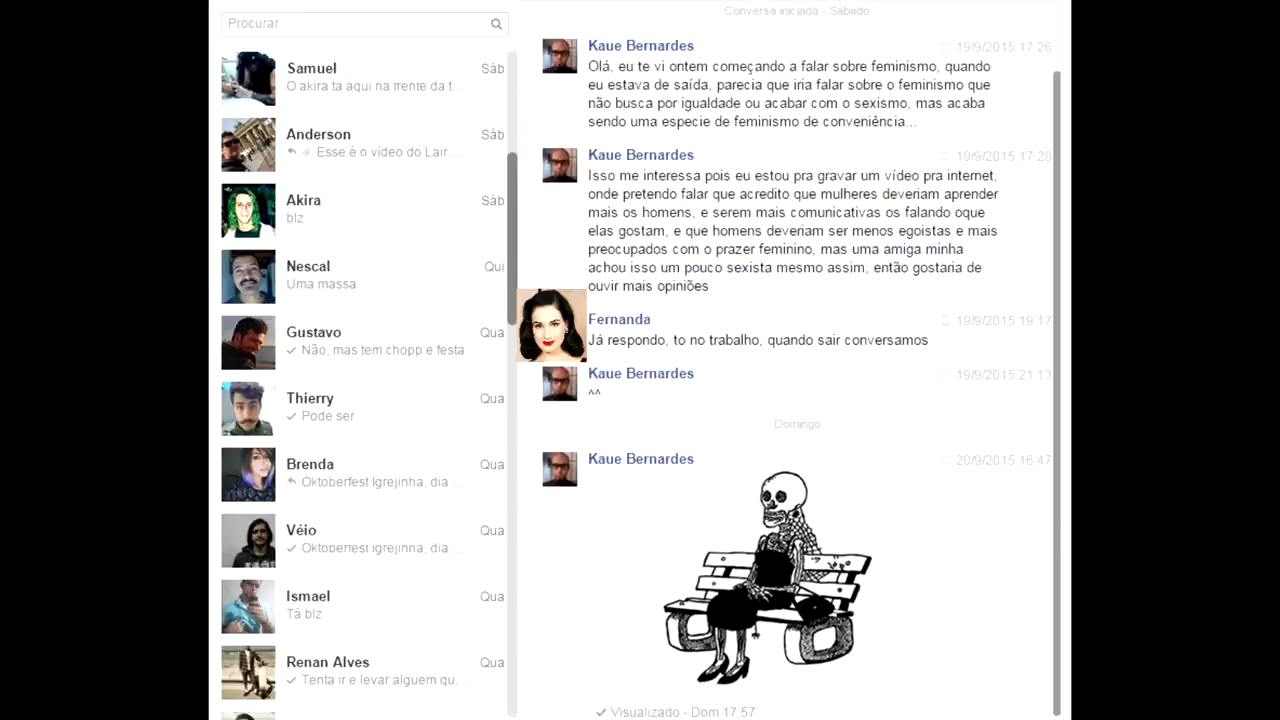 Procurar
Samuel Sáb
O akira ta aqui na frente da t...
Anderson Sáb
Esse é o vídeo do Lair ...
Akira Sáb
blz
Nescal Qui
Uma massa
Gustavo Qua
Não, mas tem chopp e festa
Thierry Qua
Pode ser
Brenda Qua
Oktoberfest Igrejinha, dia ...
Véio Qua
Oktoberfest Igrejinha, dia ...
Ismael Qua
Tá blz
Renan Alves Qua
Tenta ir e levar alguem qu...
Conversa iniciada - Sábado
Kaue Bernardes 19/9/2015 17:26
Olá, eu te vi ontem começando a falar sobre feminismo, quando
eu estava de saída, parecia que iria falar sobre o feminismo que
não busca por igualdade ou acabar com o sexismo, mas acaba
sendo uma especie de feminismo de conveniência...
Kaue Bernardes 19/9/2015 17:28
Isso me interessa pois eu estou pra gravar um vídeo pra internet,
onde pretendo falar que acredito que mulheres deveriam aprender
mais os homens, e serem mais comunicativas os falando oque
elas gostam, e que homens deveriam ser menos egoistas e mais
preocupados com o prazer feminino, mas uma amiga minha
achou isso um pouco sexista mesmo assim, então gostaria de
ouvir mais opiniões
Fernanda 19/9/2015 19:17
Já respondo, to no trabalho, quando sair conversamos
Kaue Bernardes 19/9/2015 21:13
^^
Domingo
Kaue Bernardes 20/9/2015 16:47
Visualizado - Dom 17:57